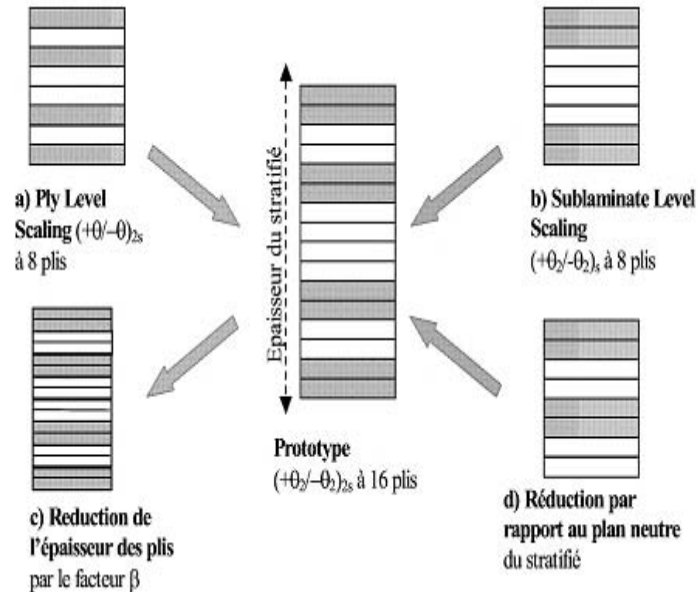 a) Ply Level
Scaling (+θ/–θ)2s
à 8 plis
Epaisseur du stratifié
b) Sublaminate Level
Scaling
(+θ2/-θ2)s à 8 plis
Prototype
(+θ2/–θ2)2s à 16 plis
c) Reduction de
l'épaisseur des plis
par le facteur β
d) Réduction par
rapport au plan neutre
du stratifié